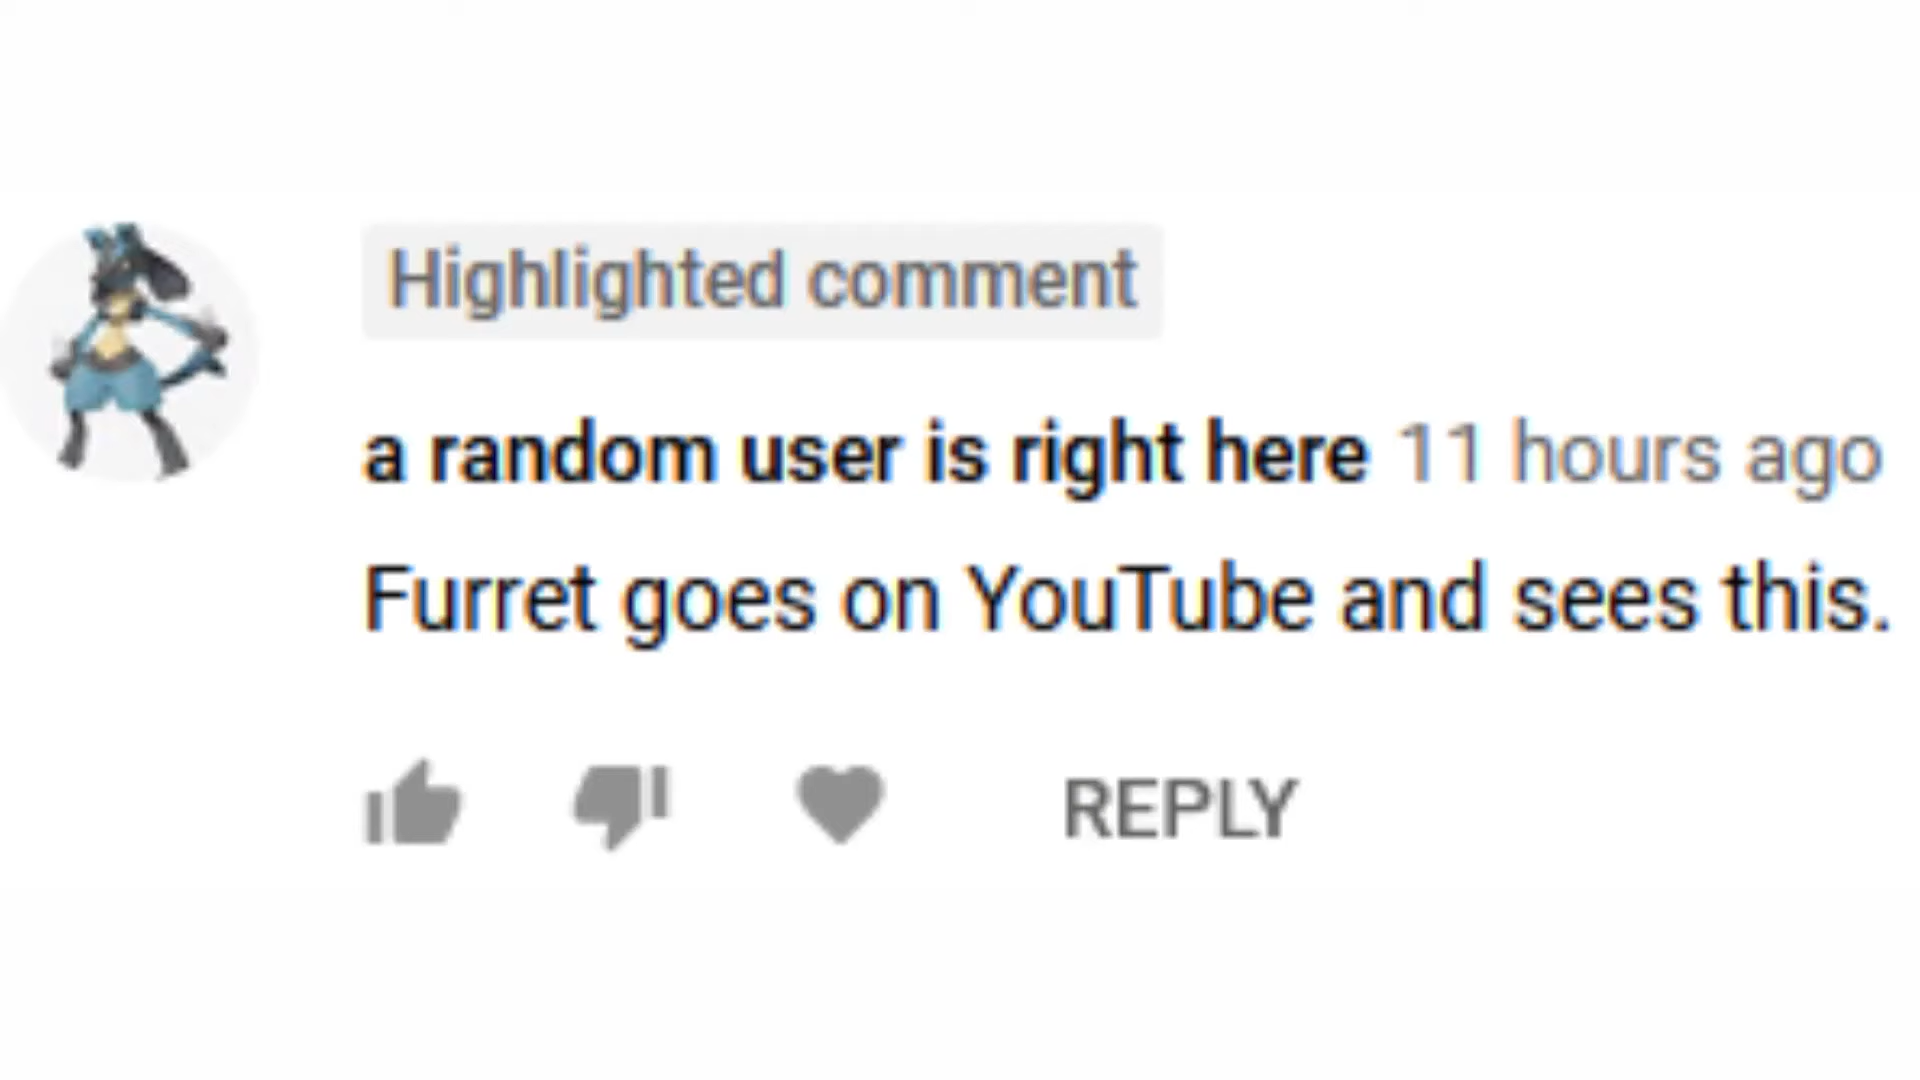 Highlighted comment
a random user is right here 11 hours ago
Furret goes on YouTube and sees this.
REPLY